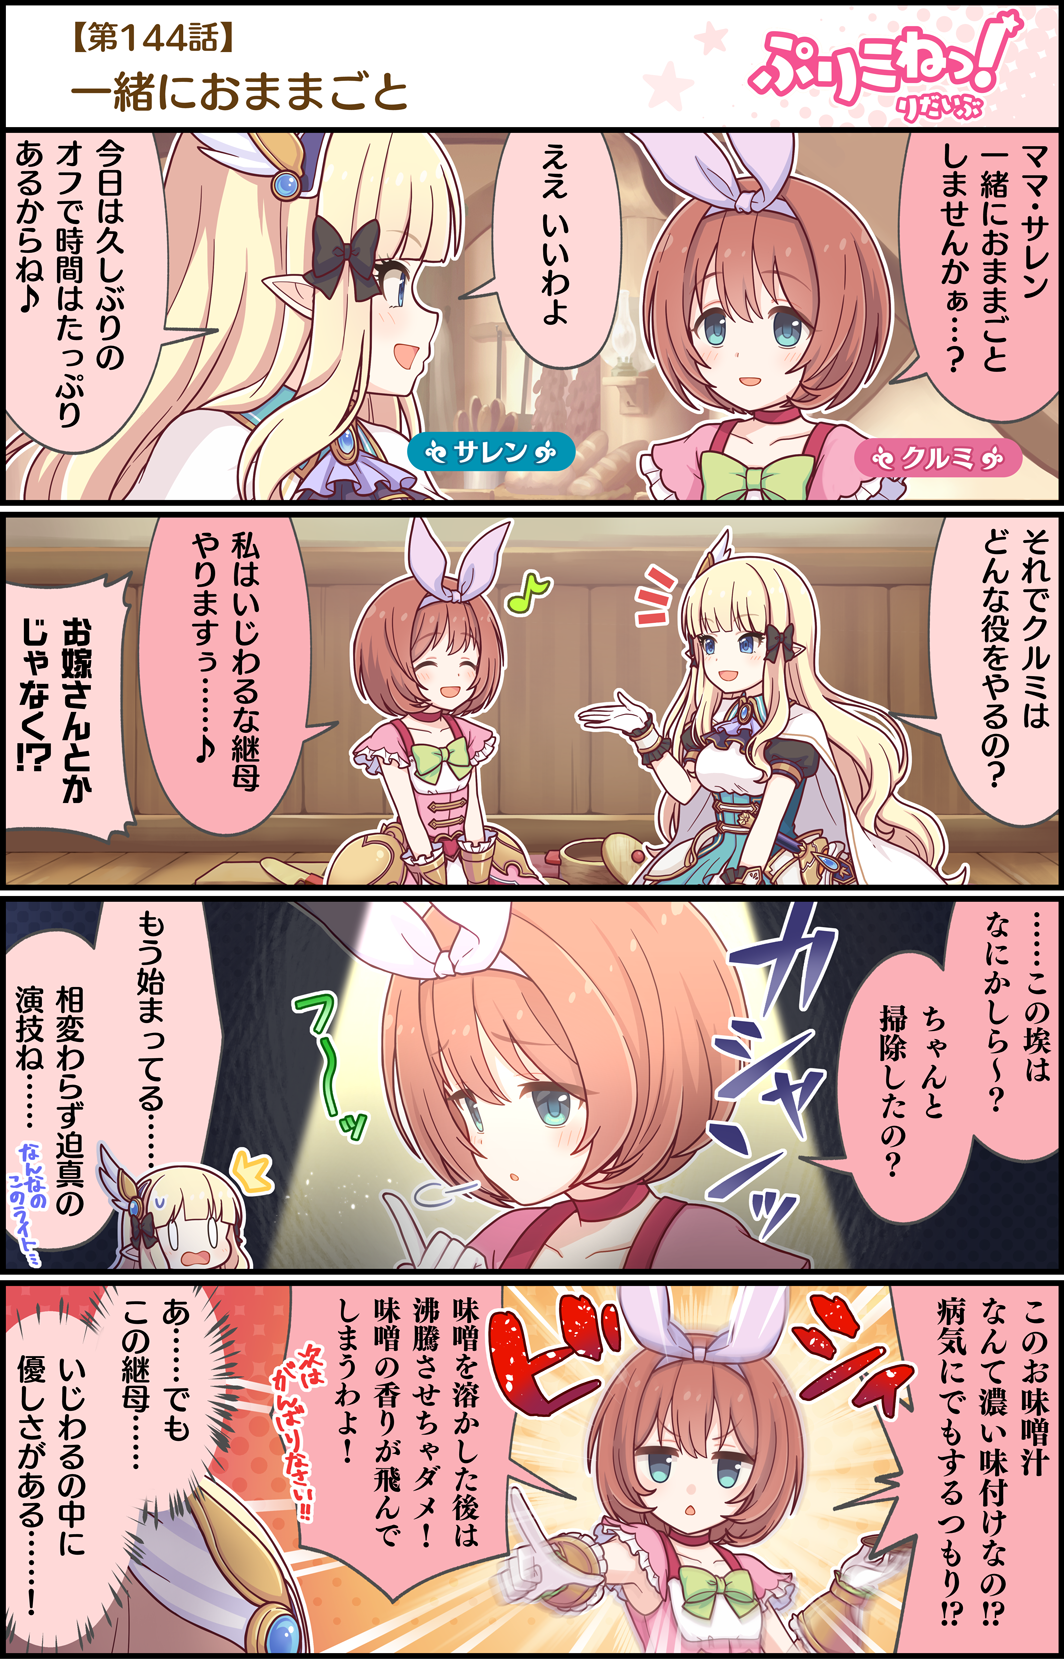 【第144話】
一緒におままごと
ぷりこねっ!
りだいぶ
ママ・サレン
一緒におままごと
しませんかぁ…?
ええ いいわよ
今日は久しぶりの
オフで時間はたっぷり
あるからね♪
クルミ
サレン
それでクルミは
どんな役をやるの?
私はいじわるな継母
やりますぅ……♪
お嫁さんとか
じゃなく!?
……この埃は
なにかしら〜?
ちゃんと
掃除したの?
カシャンッ
フ〜ッ
もう始まってる……
相変わらず迫真の
演技ね……
なんなの
このライト…
このお味噌汁
なんて濃い味付けなの!?
病気にでもするつもり!?
ビシィ
味噌を溶かした後は
沸騰させちゃダメ!
味噌の香りが飛んで
しまうわよ!
次は
がんばりなさい!!
あ……でも
この継母……
いじわるの中に
優しさがある……!